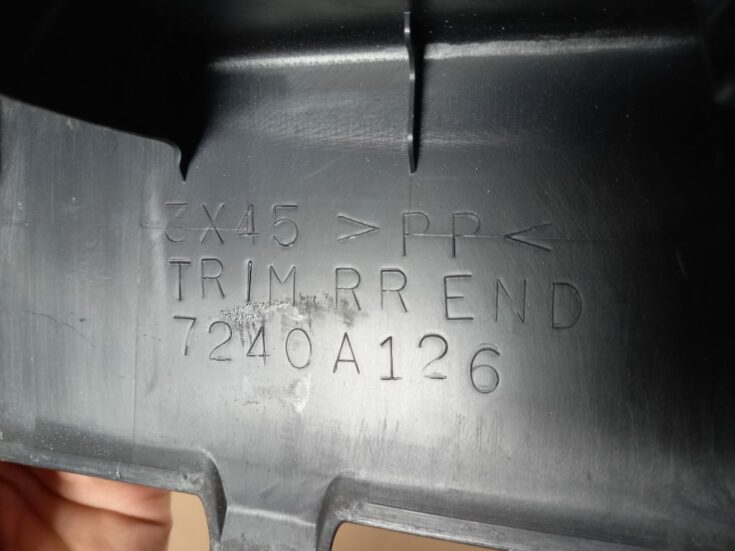 3X45 >PP<
TRIM RR END
7240A126